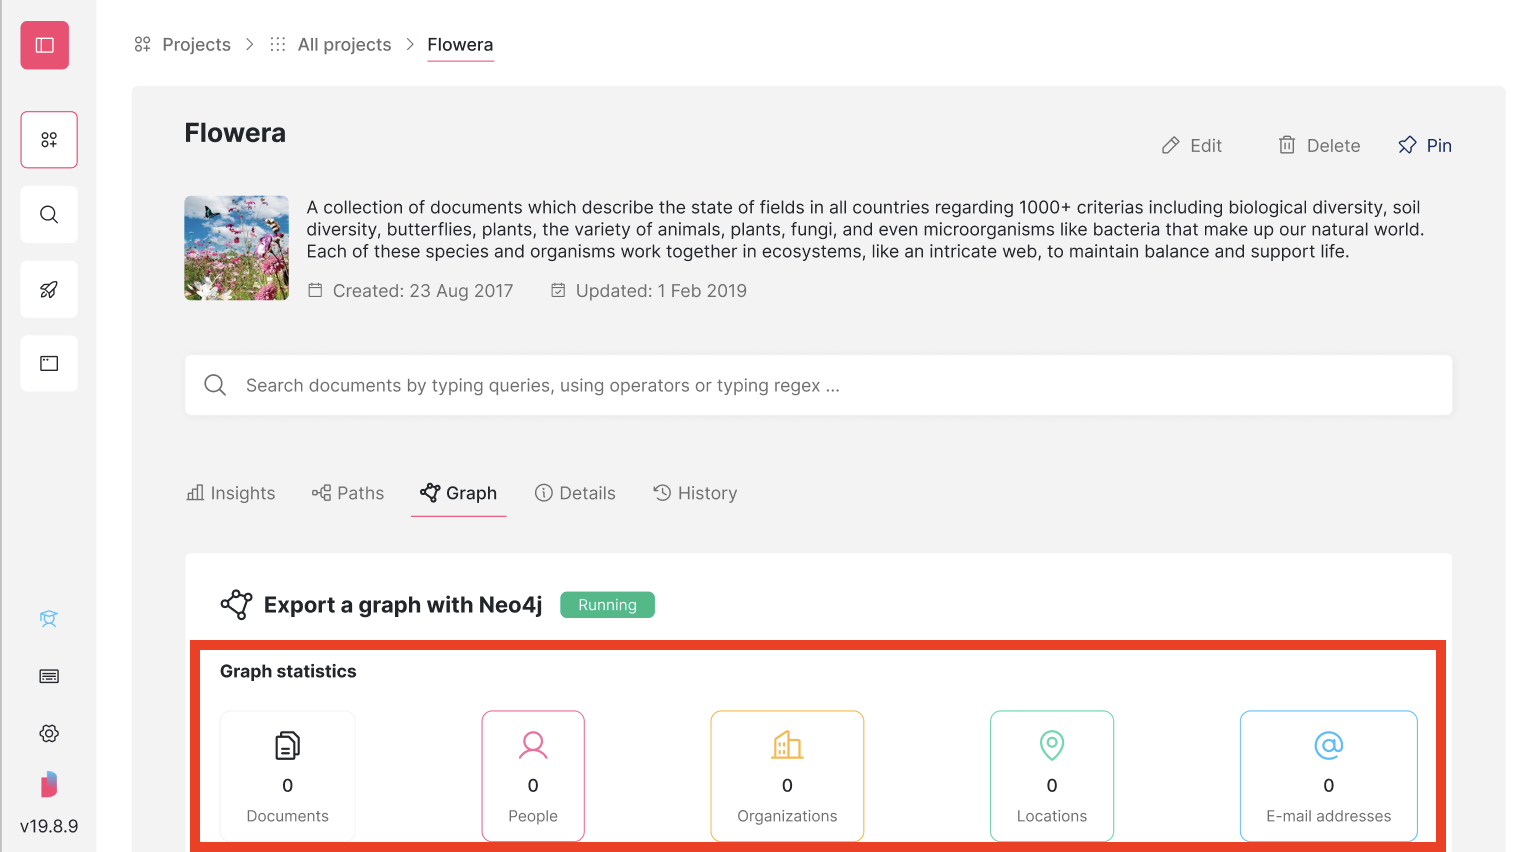 Projects > All projects > Flowera
Flowera
Edit Delete Pin
A collection of documents which describe the state of fields in all countries regarding 1000+ criterias including biological diversity, soil
diversity, butterflies, plants, the variety of animals, plants, fungi, and even microorganisms like bacteria that make up our natural world.
Each of these species and organisms work together in ecosystems, like an intricate web, to maintain balance and support life.
Created: 23 Aug 2017 Updated: 1 Feb 2019
Search documents by typing queries, using operators or typing regex ...
Insights Paths Graph Details History
Export a graph with Neo4j Running
Graph statistics
0 0 0 0 0
Documents People Organizations Locations E-mail addresses
v19.8.9